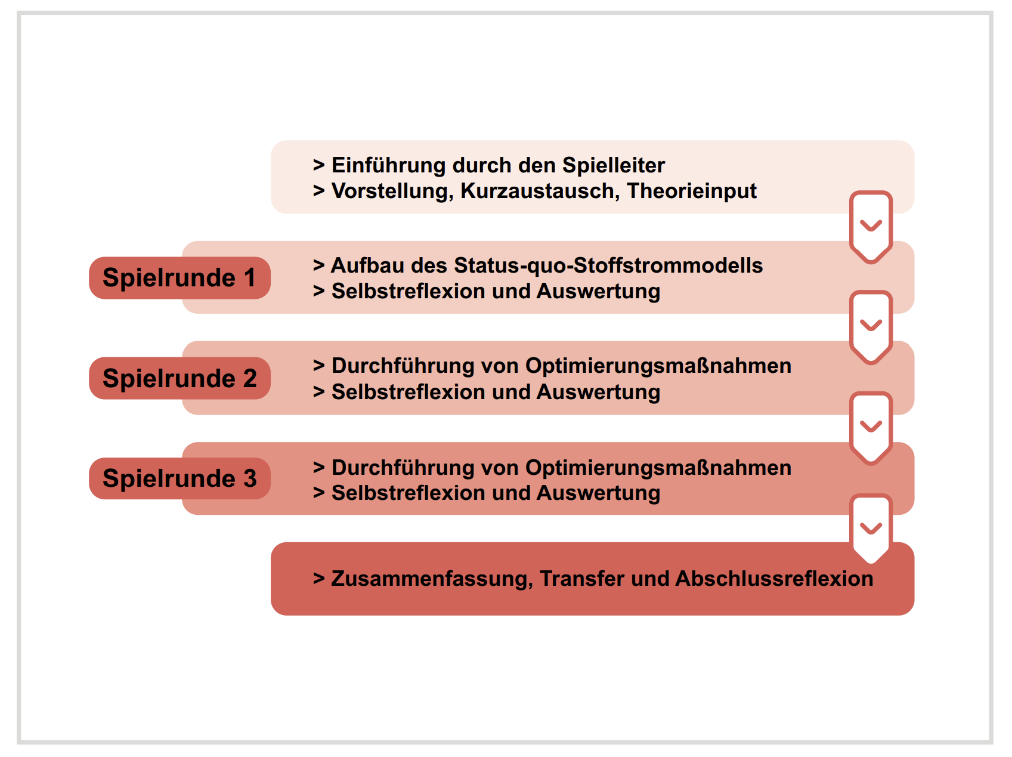 > Einführung durch den Spielleiter
> Vorstellung, Kurzaustausch, Theorieinput
Spielrunde 1
> Aufbau des Status-quo-Stoffstrommodells
> Selbstreflexion und Auswertung
Spielrunde 2
> Durchführung von Optimierungsmaßnahmen
> Selbstreflexion und Auswertung
Spielrunde 3
> Durchführung von Optimierungsmaßnahmen
> Selbstreflexion und Auswertung
> Zusammenfassung, Transfer und Abschlussreflexion